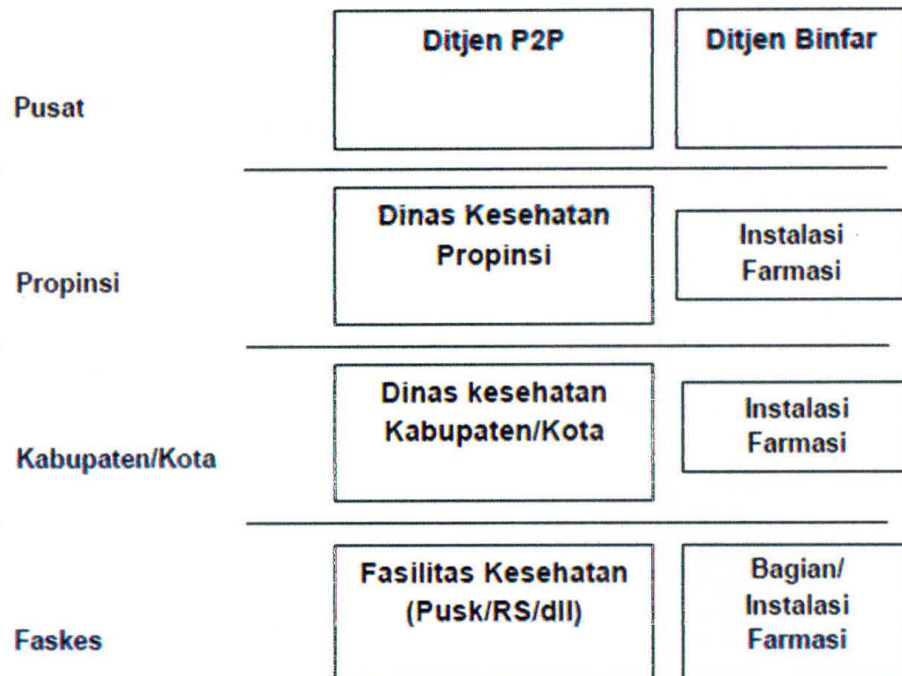 Ditjen P2P
Ditjen Binfar
Pusat
Dinas Kesehatan
Propinsi
Instalasi
Farmasi
Propinsi
Dinas kesehatan
Kabupaten/Kota
Instalasi
Farmasi
Kabupaten/Kota
Fasilitas Kesehatan
(Pusk/RS/dll)
Bagian/
Instalasi
Farmasi
Faskes